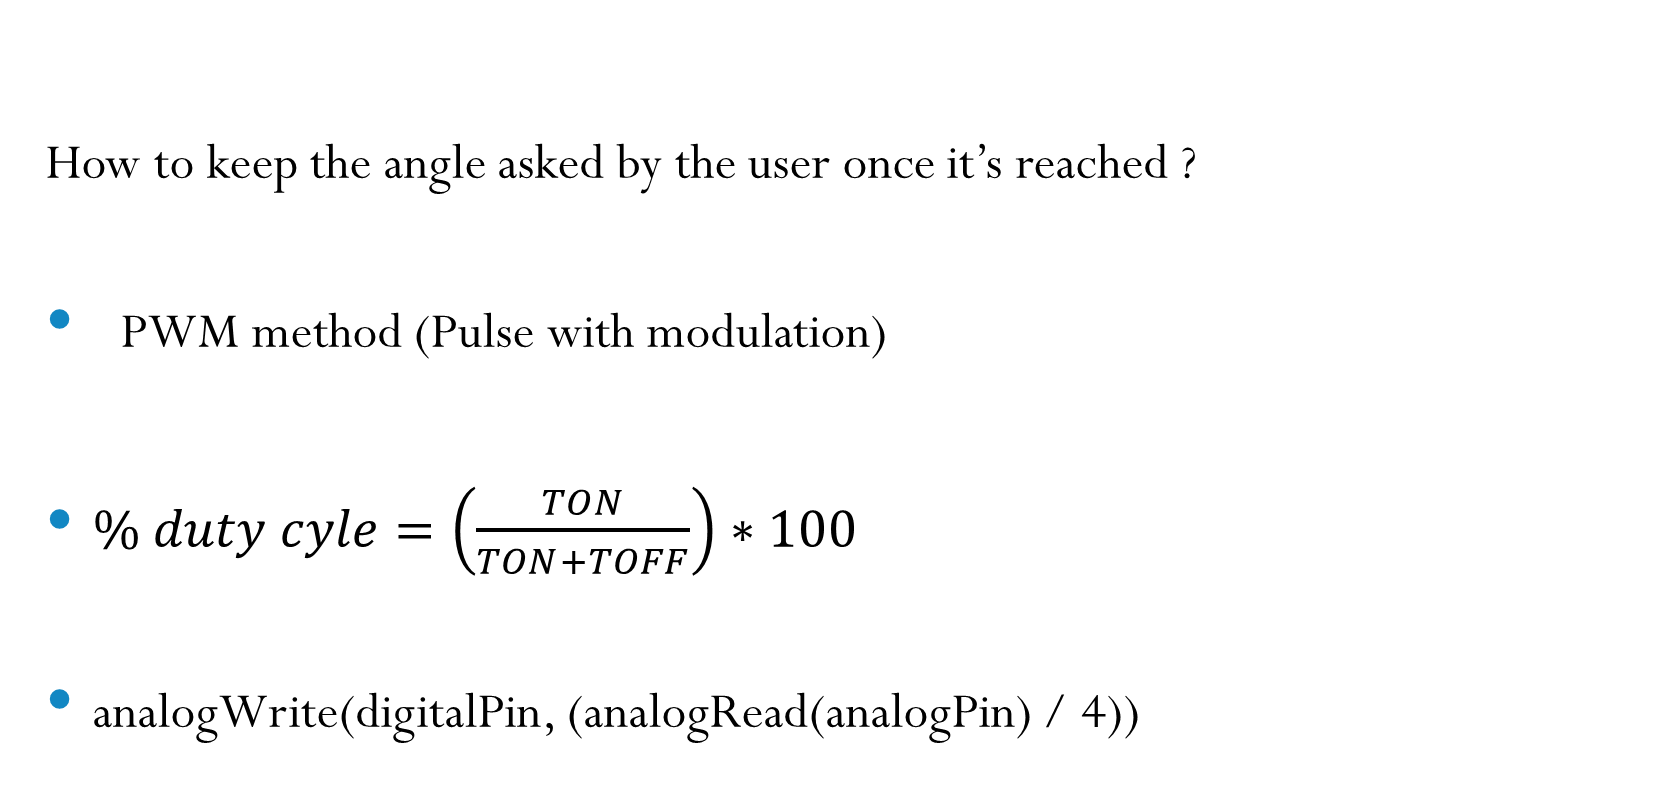 How to keep the angle asked by the user once it’s reached ?
• PWM method (Pulse with modulation)
• % duty cyle = (TON / TON+TOFF) * 100
• analogWrite(digitalPin, (analogRead(analogPin) / 4))